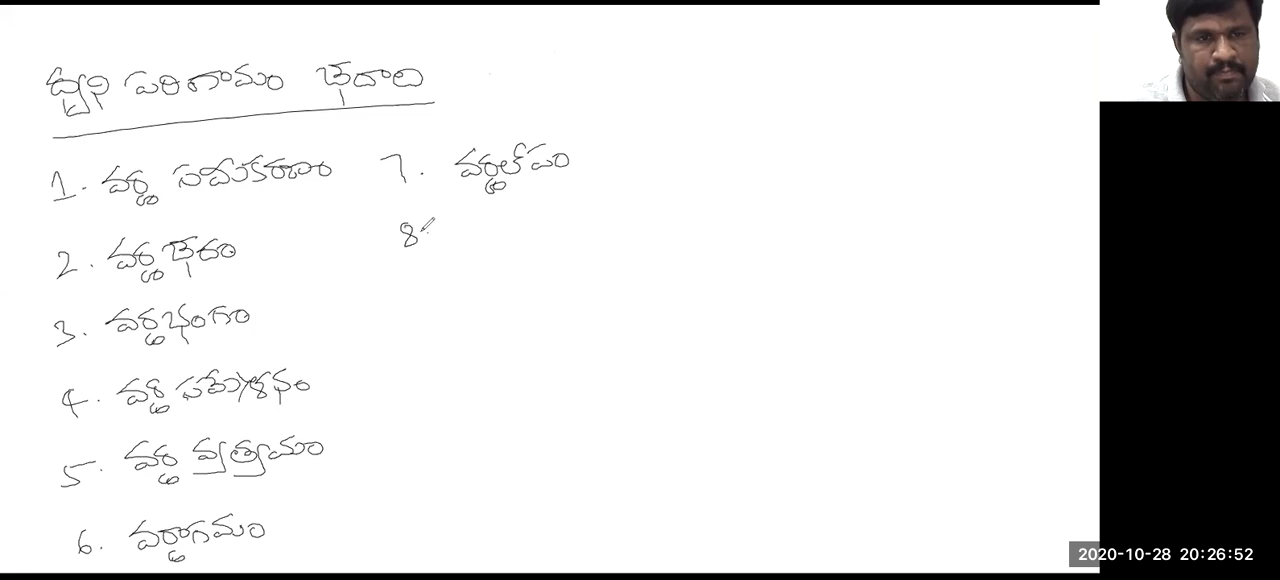 ధ్వని పరిణామం భేదాలు
1. వర్ణ సమీకరణం
2. వర్ణభేదం
3. వర్ణభంగం
4. వర్ణ సమ్మేళనం
5. వర్ణ వ్యత్యయం
6. వర్ణాగమం
7. వర్ణలోపం
8.
2020-10-28 20:26:52